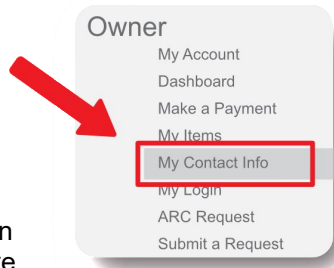 Owner
My Account
Dashboard
Make a Payment
My Items
My Contact Info
My Login
ARC Request
Submit a Request